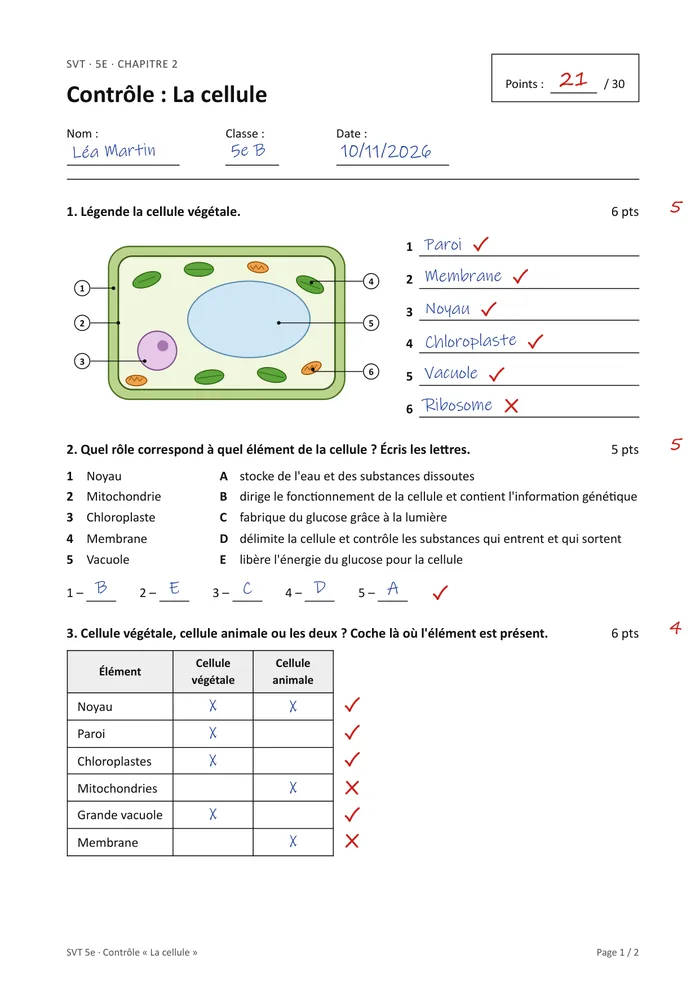 SVT · 5E · CHAPITRE 2
Points : 21 / 30
Contrôle : La cellule
Nom : Classe : Date :
Léa Martin 5e B 10/11/2026
1. Légende la cellule végétale. 6 pts 5
1 Paroi ✓
2 Membrane ✓
3 Noyau ✓
4 Chloroplaste ✓
5 Vacuole ✓
6 Ribosome ✗
1
2
3
4
5
6
2. Quel rôle correspond à quel élément de la cellule ? Écris les lettres. 5 pts 5
1 Noyau A stocke de l'eau et des substances dissoutes
2 Mitochondrie B dirige le fonctionnement de la cellule et contient l'information génétique
3 Chloroplaste C fabrique du glucose grâce à la lumière
4 Membrane D délimite la cellule et contrôle les substances qui entrent et qui sortent
5 Vacuole E libère l'énergie du glucose pour la cellule
1 – B 2 – E 3 – C 4 – D 5 – A ✓
3. Cellule végétale, cellule animale ou les deux ? Coche là où l'élément est présent. 6 pts 4
Élément Cellule végétale Cellule animale
Noyau X X ✓
Paroi X ✓
Chloroplastes X ✓
Mitochondries X ✗
Grande vacuole X ✓
Membrane X ✗
SVT 5e · Contrôle « La cellule » Page 1 / 2